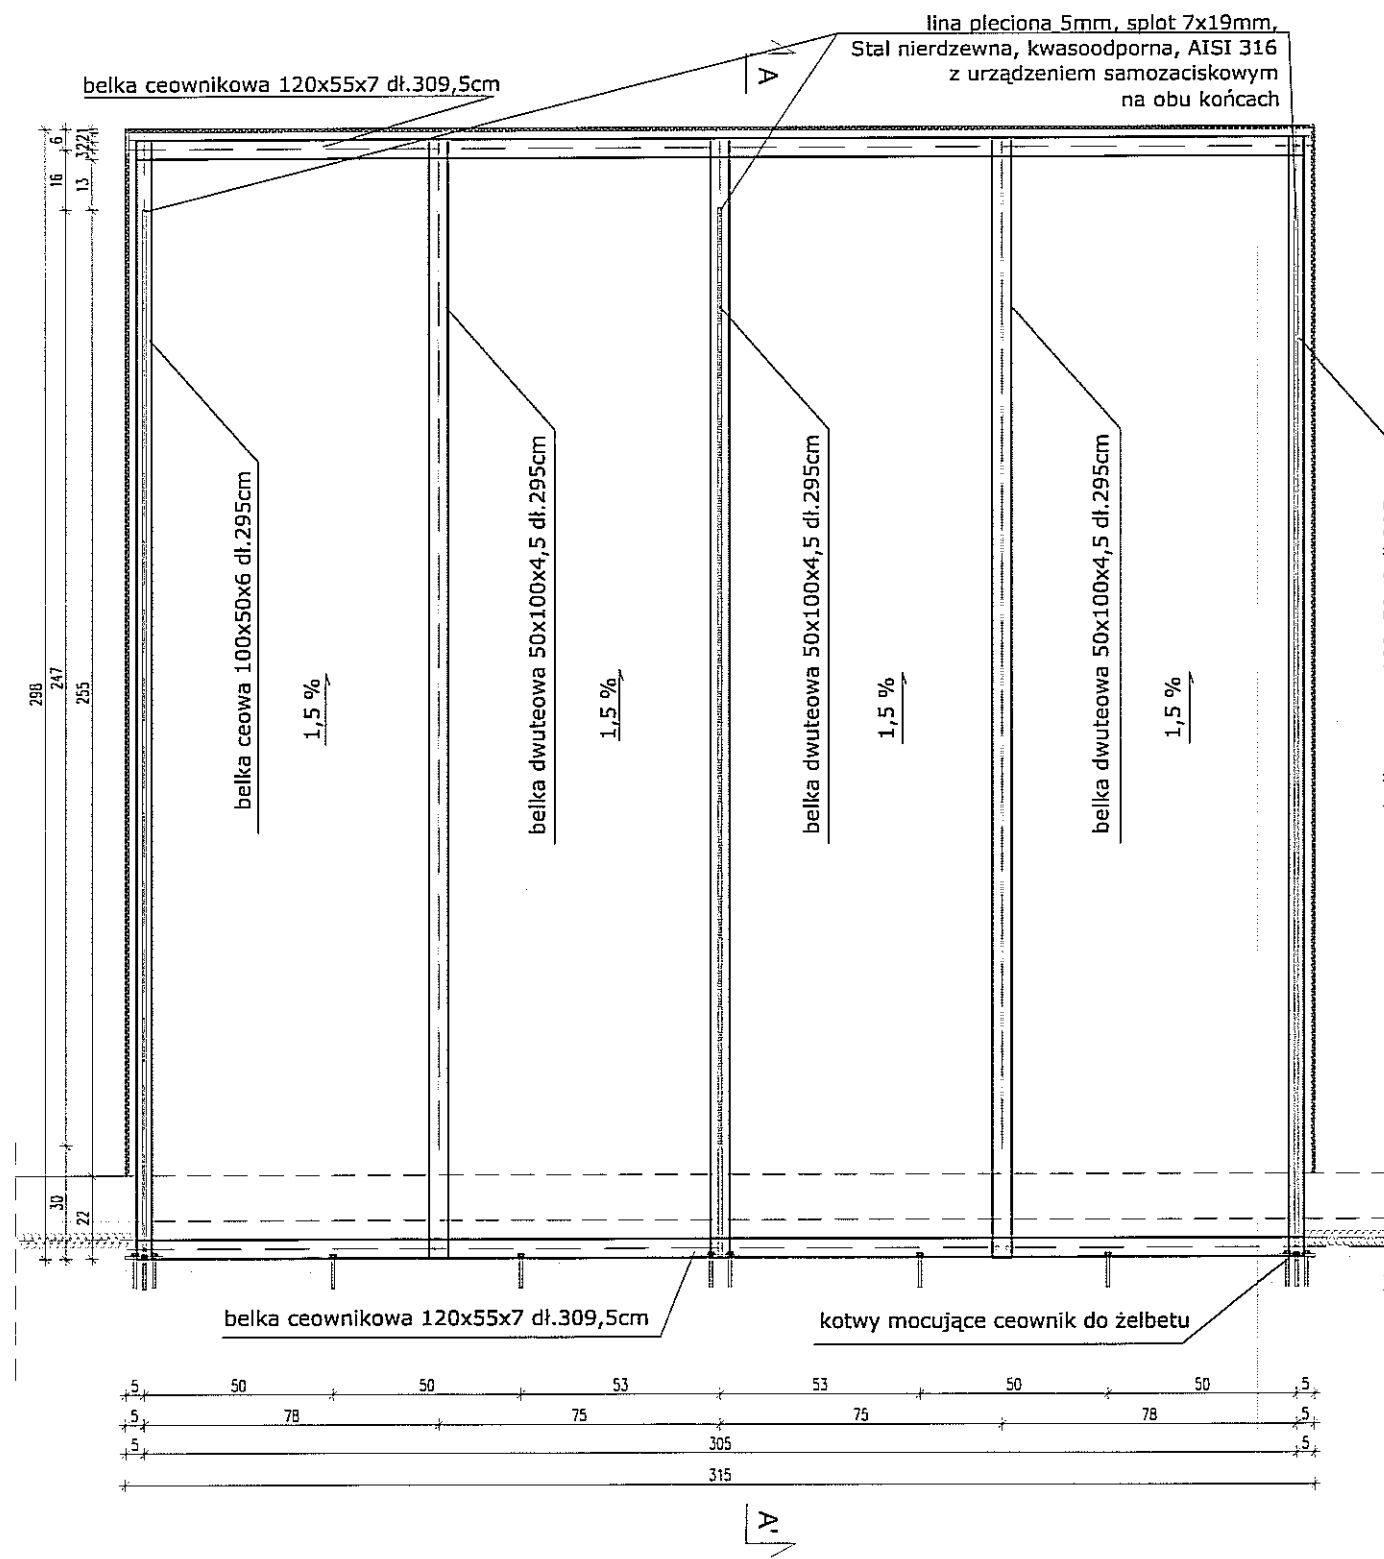 lina pleciona 5mm, splot 7x19mm,
Stal nierdzewna, kwasoodporna, AISI 316
z urządzeniem samozaciskowym
na obu końcach
A
belka ceownikowa 120x55x7 dł.309,5cm
6
16
13
298
247
255
30
22
belka ceowa 100x50x6 dł.295cm
1,5 %
belka dwuteowa 50x100x4,5 dł.295cm
1,5 %
belka dwuteowa 50x100x4,5 dł.295cm
1,5 %
belka dwuteowa 50x100x4,5 dł.295cm
1,5 %
belka ceownikowa 120x55x7 dł.309,5cm
kotwy mocujące ceownik do żelbetu
5 50 50 53 53 50 50 5
5 78 75 75 78 5
5 305 5
315
A'